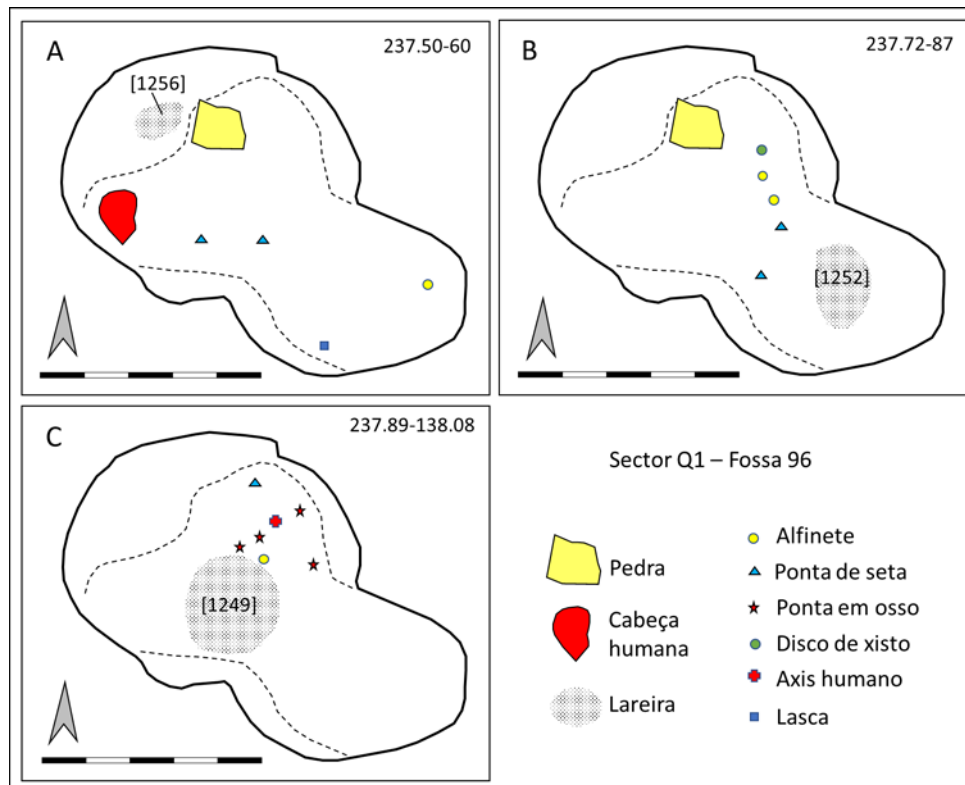 A
237.50-60
[1256]
B
237.72-87
[1252]
C
237.89-138.08
[1249]
Sector Q1 – Fossa 96
Pedra
Cabeça
humana
Lareira
Alfinete
Ponta de seta
Ponta em osso
Disco de xisto
Axis humano
Lasca